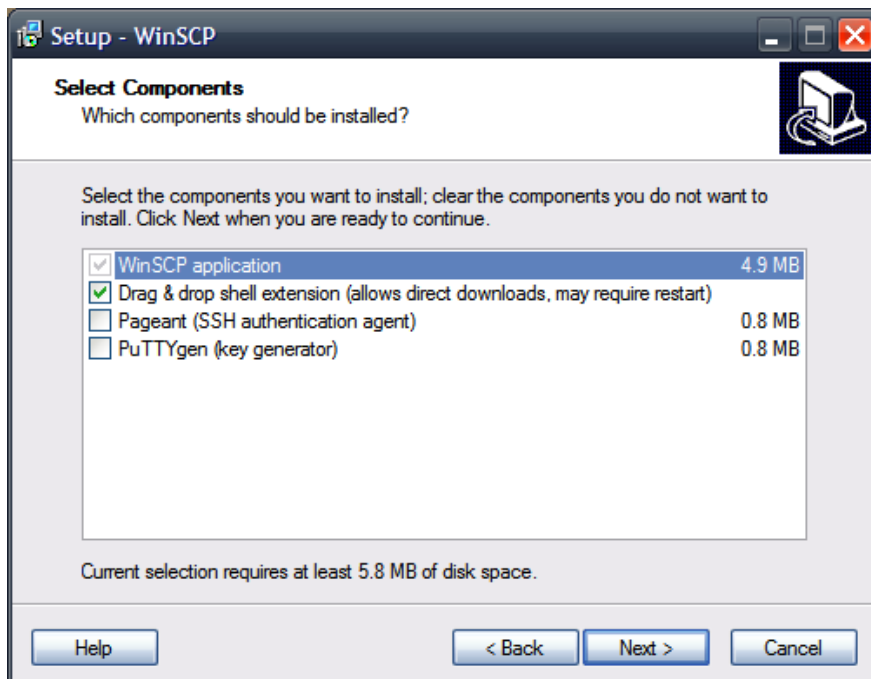 Setup - WinSCP
Select Components
Which components should be installed?
Select the components you want to install; clear the components you do not want to
install. Click Next when you are ready to continue.
WinSCP application 4.9 MB
Drag & drop shell extension (allows direct downloads, may require restart)
Pageant (SSH authentication agent) 0.8 MB
PuTTYgen (key generator) 0.8 MB
Current selection requires at least 5.8 MB of disk space.
Help < Back Next > Cancel